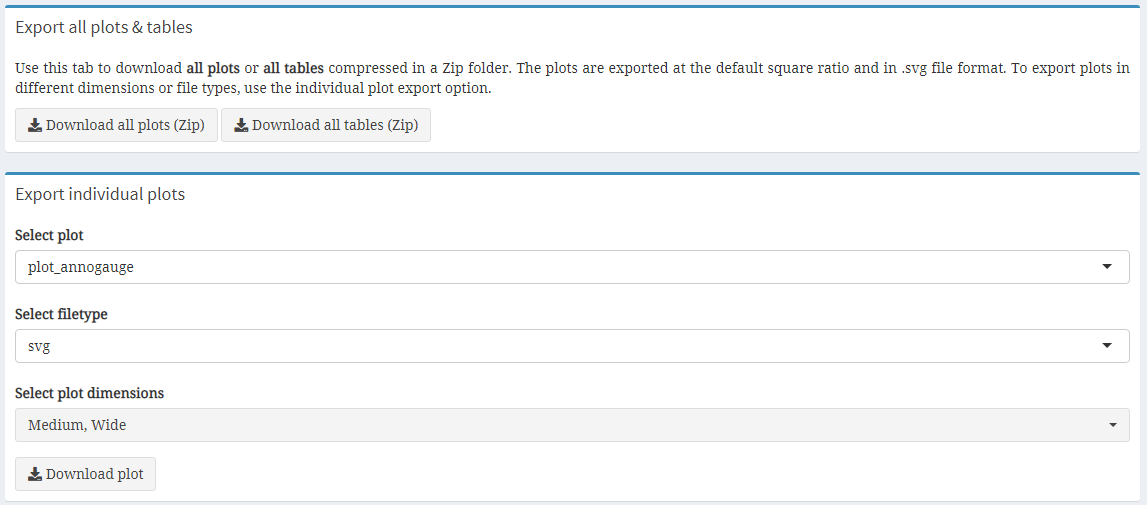 Export all plots & tables
Use this tab to download all plots or all tables compressed in a Zip folder. The plots are exported at the default square ratio and in .svg file format. To export plots in
different dimensions or file types, use the individual plot export option.
Download all plots (Zip) Download all tables (Zip)
Export individual plots
Select plot
plot_annogauge
Select filetype
svg
Select plot dimensions
Medium, Wide
Download plot